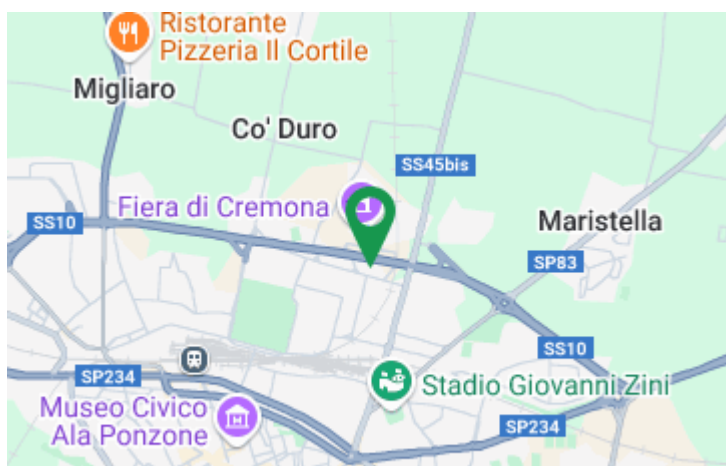 Ristorante
Pizzeria Il Cortile
Migliaro
Co' Duro
SS45bis
Fiera di Cremona
SS10
Maristella
SP83
SS10
SP234
Stadio Giovanni Zini
Museo Civico
Ala Ponzone
SP234